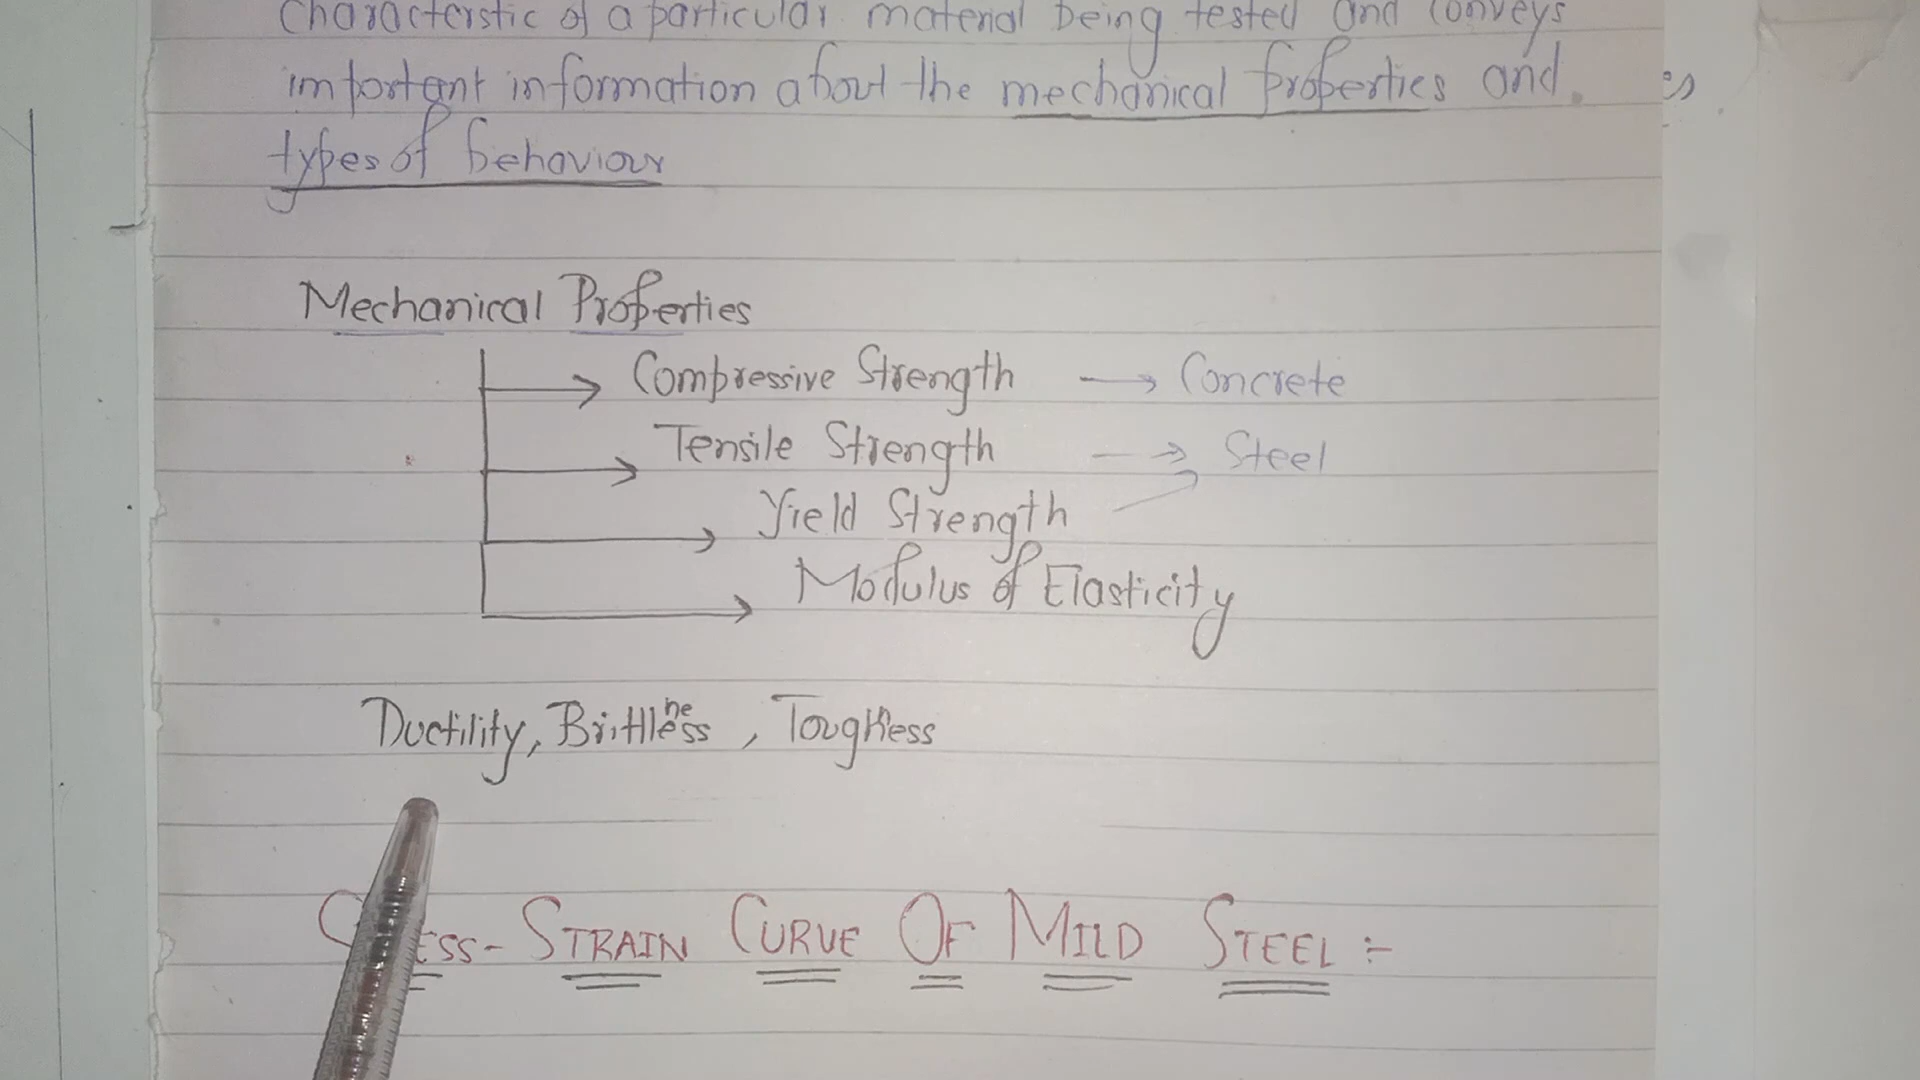 Characterstic of a particular material being tested and conveys
important information about the mechanical properties and
types of behaviour
Mechanical Properties
Compressive Strength → Concrete
Tensile Strength → Steel
Yield Strength
Modulus of Elasticity
Ductility, Brittleness, Toughness
STRAIN CURVE OF MILD STEEL :-